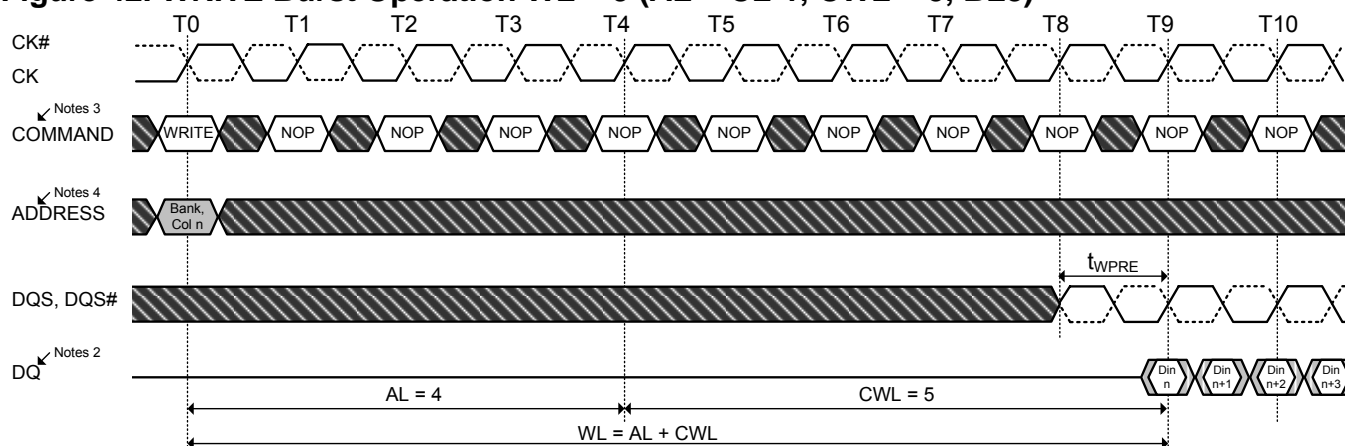 WRITE Burst Operation WL = 9 (AL = CL-1, CWL = 5, BL8)
T0 T1 T2 T3 T4 T5 T6 T7 T8 T9 T10
CK#
CK
Notes 3
COMMAND WRITE NOP NOP NOP NOP NOP NOP NOP NOP NOP NOP
Notes 4
ADDRESS
Bank,
Col n
tWPRE
DQS, DQS#
Notes 2
DQ
Din Din Din Din
n n+1 n+2 n+3
AL = 4 CWL = 5
WL = AL + CWL